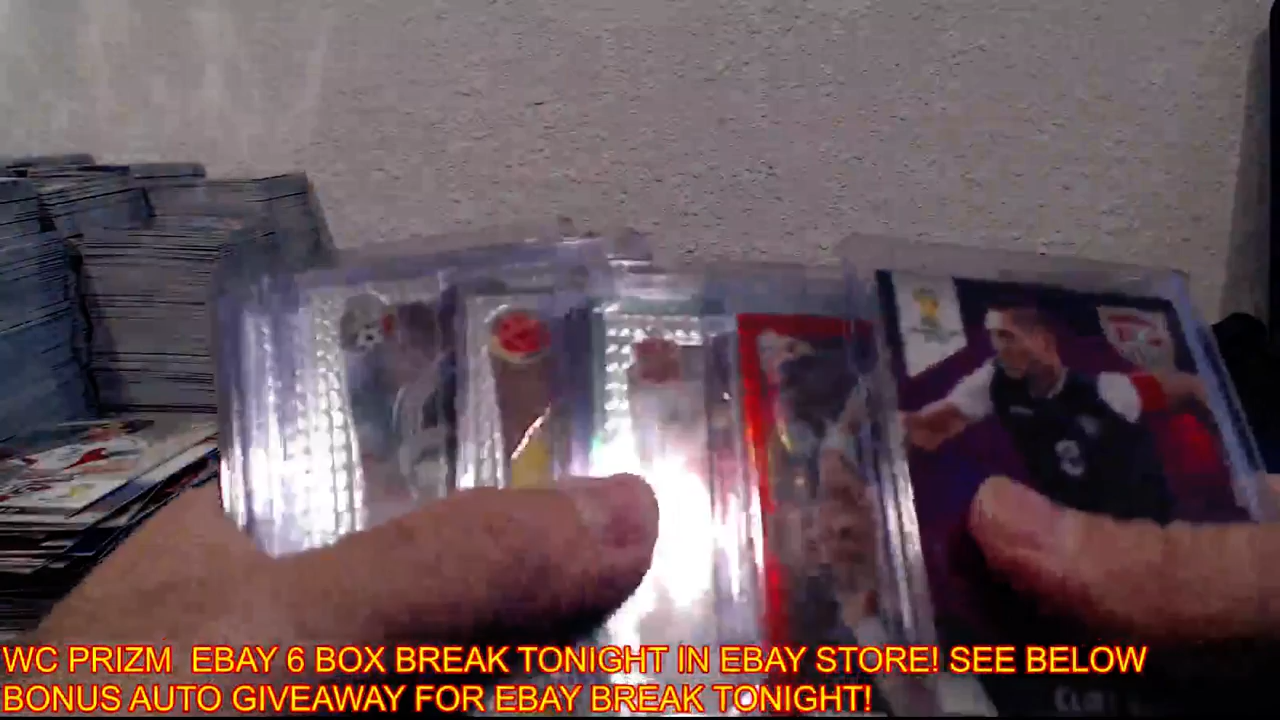 WC PRIZM  EBAY 6 BOX BREAK TONIGHT IN EBAY STORE! SEE BELOW
BONUS AUTO GIVEAWAY FOR EBAY BREAK TONIGHT!